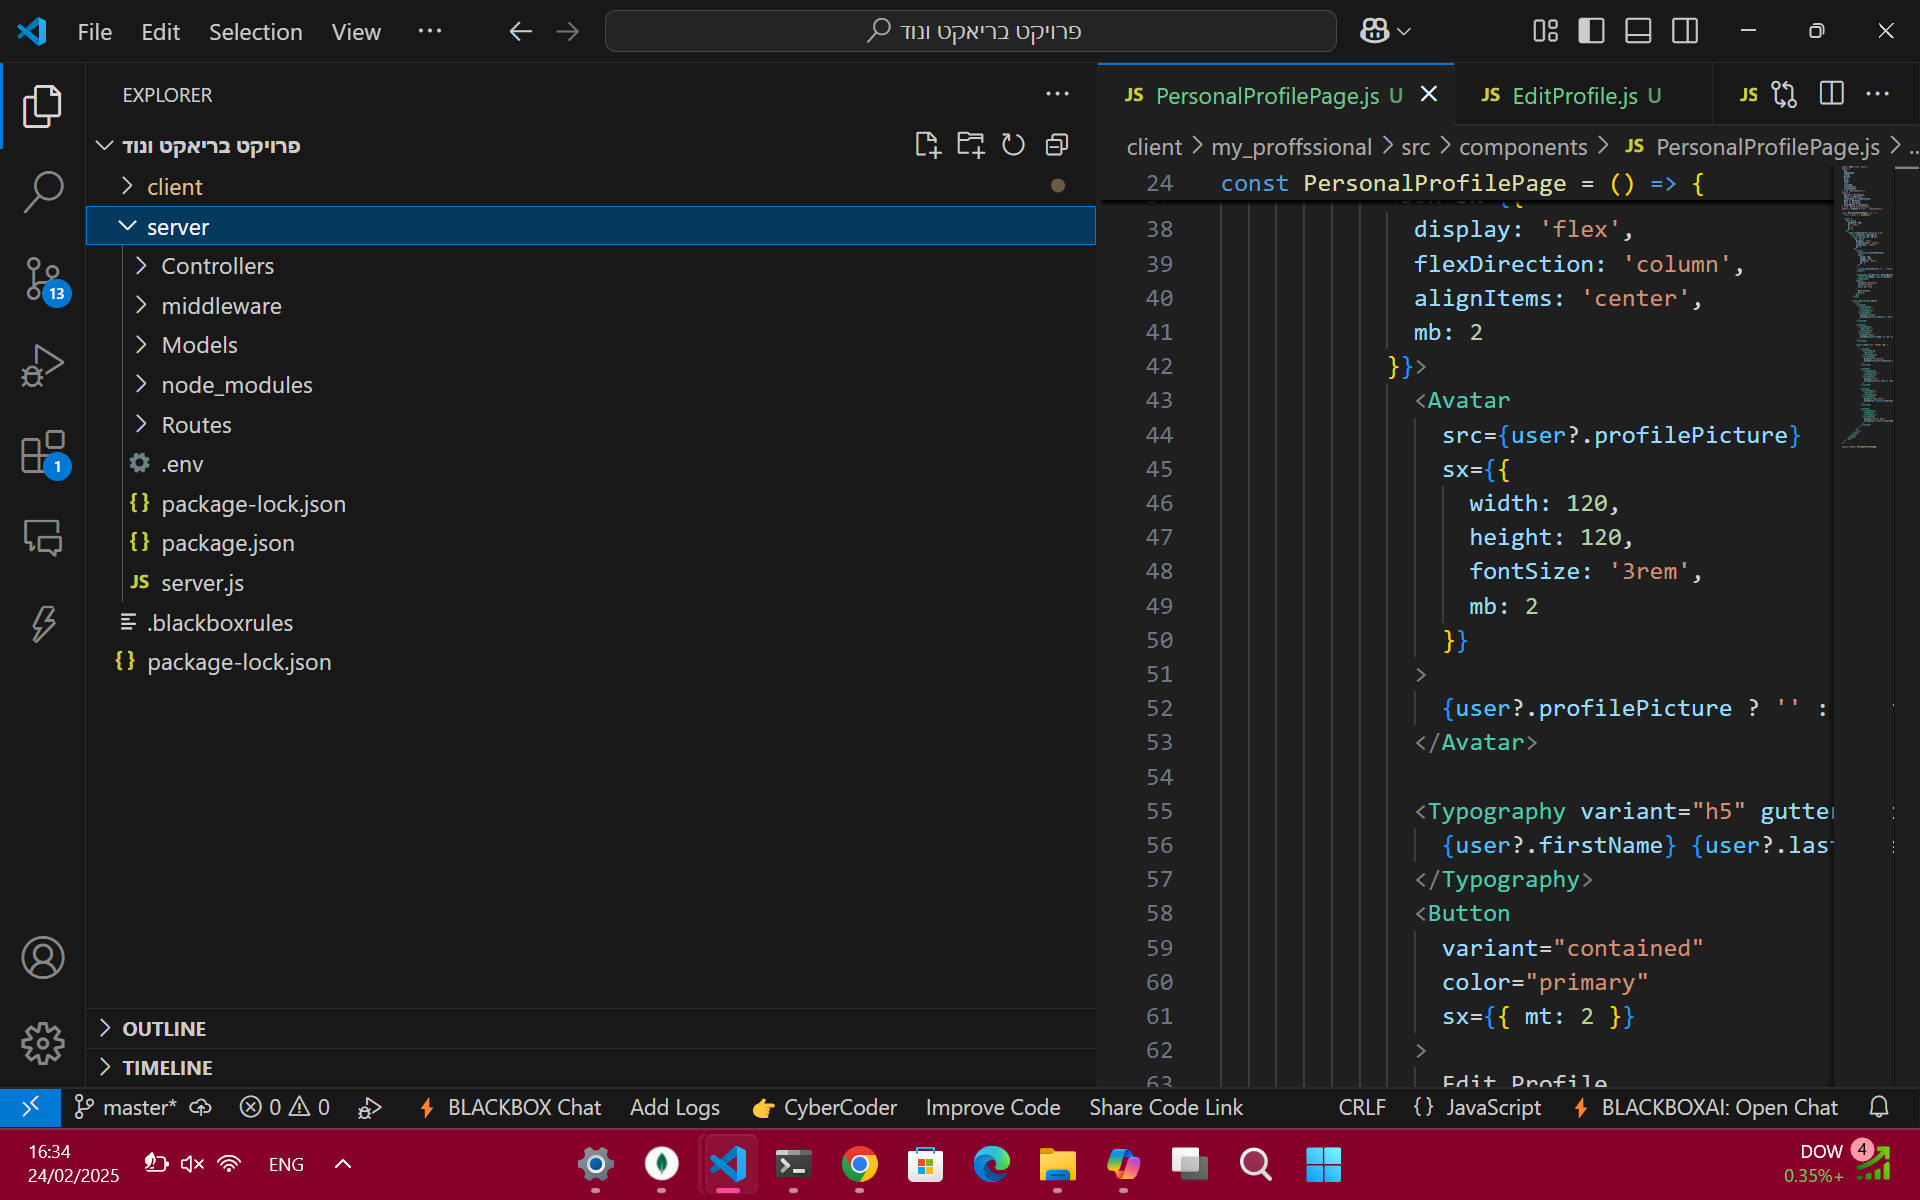 File Edit Selection View ···
פרויקט בריאקט ונוד
EXPLORER
פרויקט בריאקט ונוד
client
server
Controllers
middleware
Models
node_modules
Routes
.env
package-lock.json
package.json
JS server.js
.blackboxrules
package-lock.json
OUTLINE
TIMELINE
13
1
JS PersonalProfilePage.js U
JS EditProfile.js U
JS
client > my_proffssional > src > components > JS PersonalProfilePage.js > ..
24 const PersonalProfilePage = () => {
38 display: 'flex',
39 flexDirection: 'column',
40 alignItems: 'center',
41 mb: 2
42 }}>
43 <Avatar
44 src={user?.profilePicture}
45 sx={{
46 width: 120,
47 height: 120,
48 fontSize: '3rem',
49 mb: 2
50 }}
51 >
52 {user?.profilePicture ? '' :
53 </Avatar>
54
55 <Typography variant="h5" gutter
56 {user?.firstName} {user?.las
57 </Typography>
58 <Button
59 variant="contained"
60 color="primary"
61 sx={{ mt: 2 }}
62 >
63 Edit Profile
master* 0 0 BLACKBOX Chat Add Logs CyberCoder Improve Code Share Code Link CRLF {} JavaScript BLACKBOXAI: Open Chat
16:34
24/02/2025
ENG
DOW
0.35%+
4